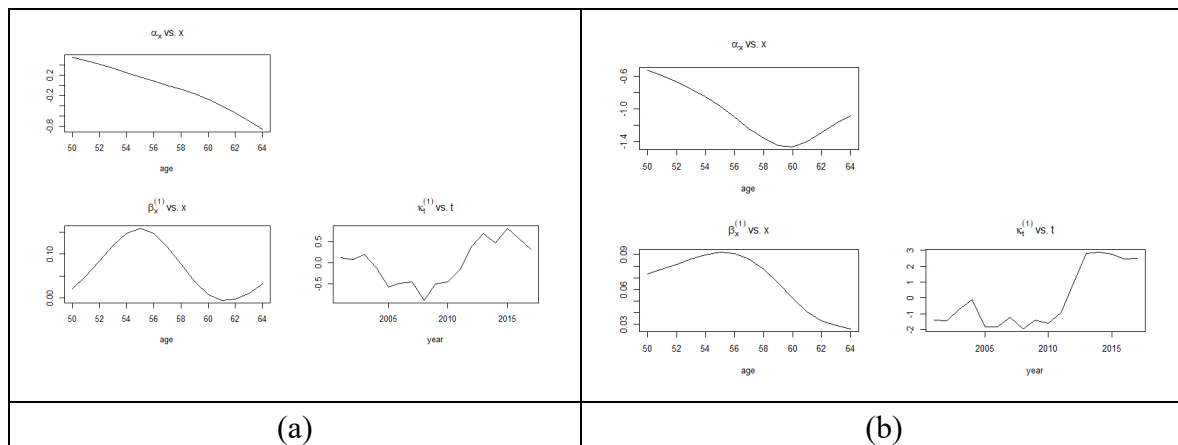 αx vs. x
0.2
-0.2
-0.8
50 52 54 56 58 60 62 64
age
βx(1) vs. x
0.10
0.00
50 52 54 56 58 60 62 64
age
κt(1) vs. t
0.5
-0.5
2005 2010 2015
year
(a)
αx vs. x
-0.6
-1.0
-1.4
50 52 54 56 58 60 62 64
age
βx(1) vs. x
0.09
0.06
0.03
50 52 54 56 58 60 62 64
age
κt(1) vs. t
3
2
1
0
-1
-2
2005 2010 2015
year
(b)